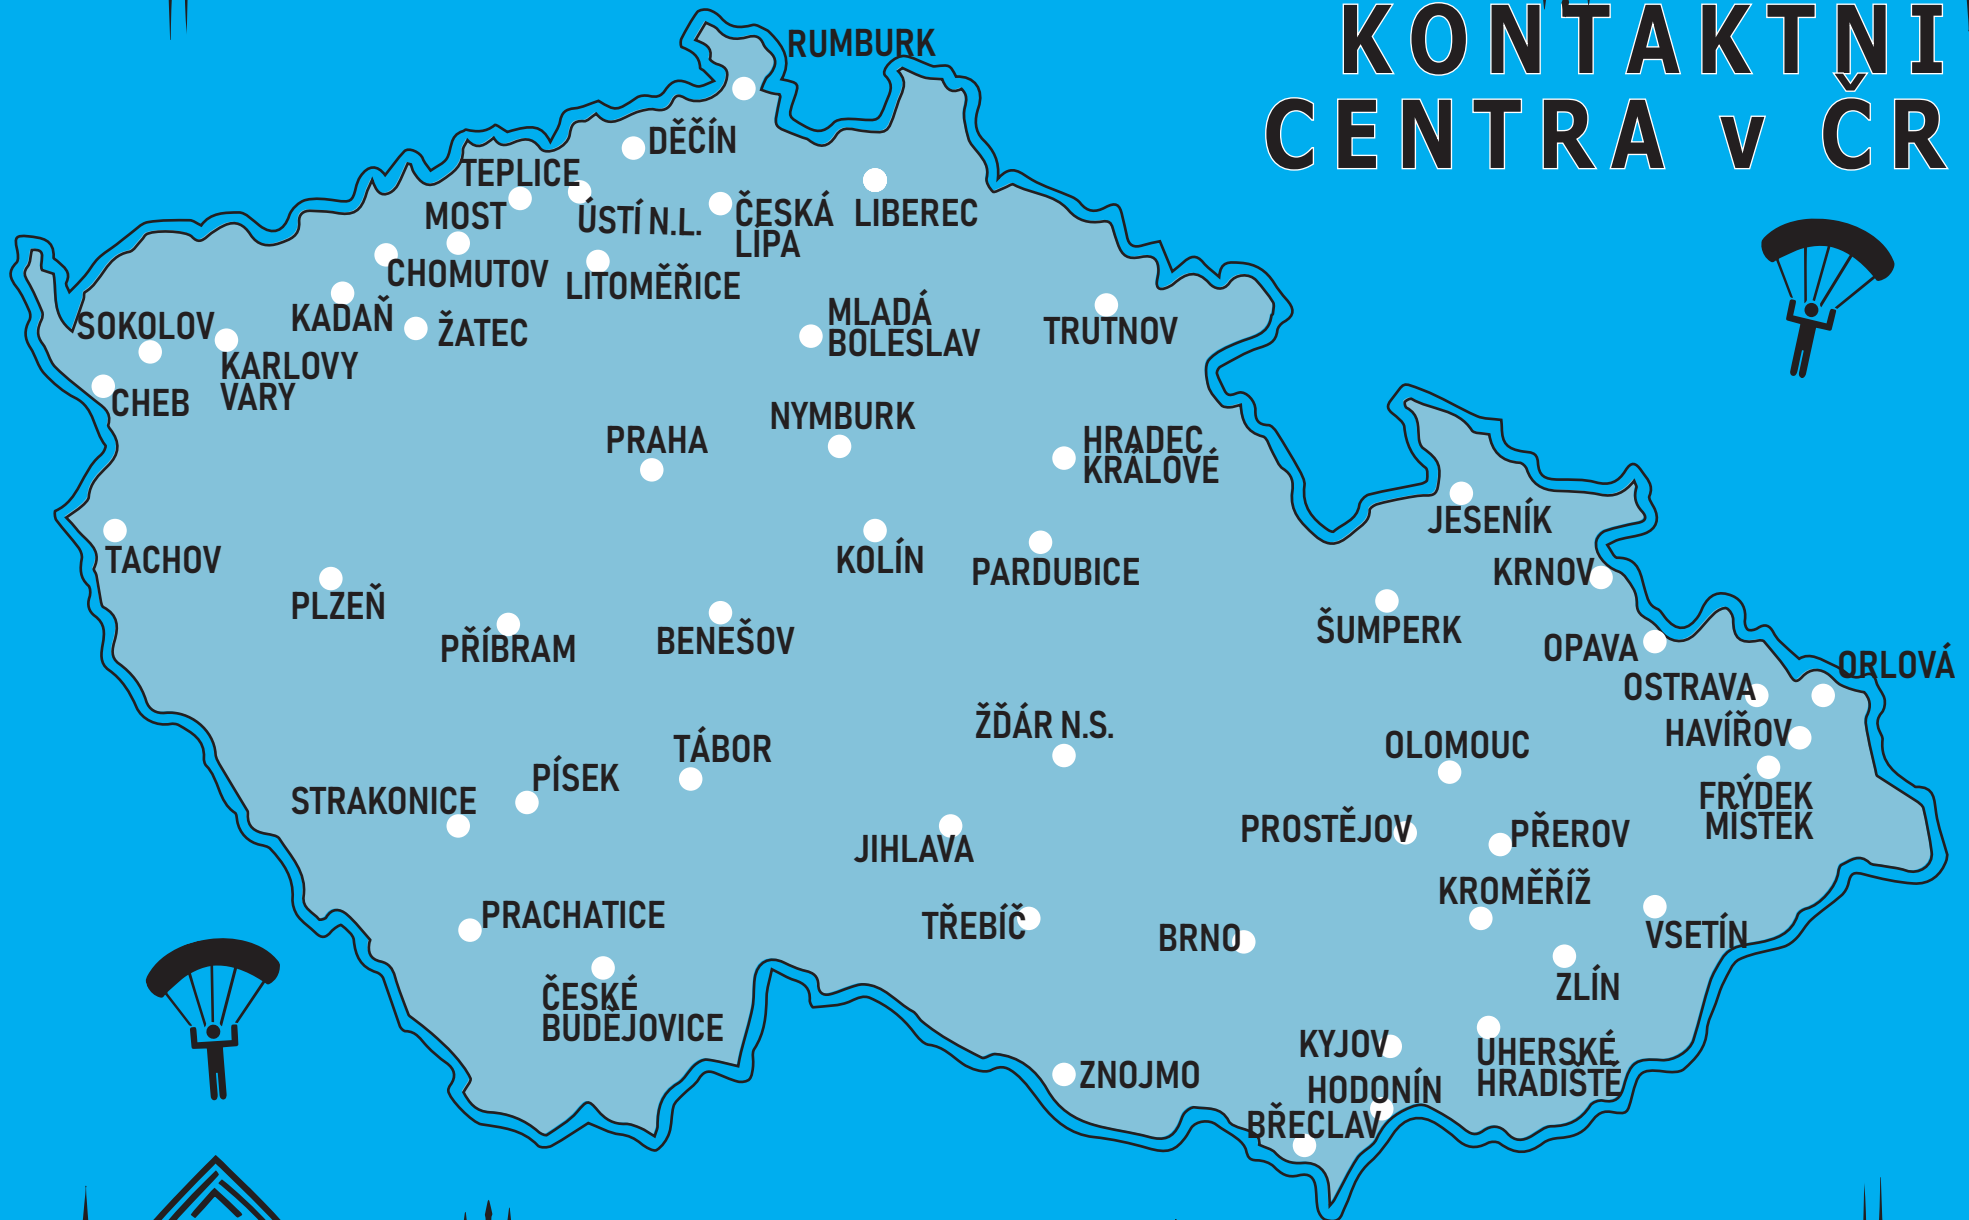 KONTAKTNI
CENTRA v ČR
RUMBURK
DĚČÍN
TEPLICE
MOST
ÚSTÍ N.L.
ČESKÁ
LÍPA
LIBEREC
CHOMUTOV
LITOMĚŘICE
KADAŇ
ŽATEC
MLADÁ
BOLESLAV
TRUTNOV
SOKOLOV
KARLOVY
VARY
CHEB
NYMBURK
PRAHA
HRADEC
KRÁLOVÉ
JESENÍK
TACHOV
KOLÍN
PARDUBICE
KRNOV
PLZEŇ
PŘÍBRAM
BENEŠOV
ŠUMPERK
OPAVA
ORLOVÁ
OSTRAVA
HAVÍŘOV
ŽĎÁR N.S.
TÁBOR
OLOMOUC
PÍSEK
STRAKONICE
FRÝDEK
MÍSTEK
PROSTĚJOV
PŘEROV
JIHLAVA
KROMĚŘÍŽ
PRACHATICE
TŘEBÍČ
BRNO
VSETÍN
ZLÍN
ČESKÉ
BUDĚJOVICE
KYJOV
UHERSKÉ
HRADIŠTĚ
ZNOJMO
HODONÍN
BŘECLAV